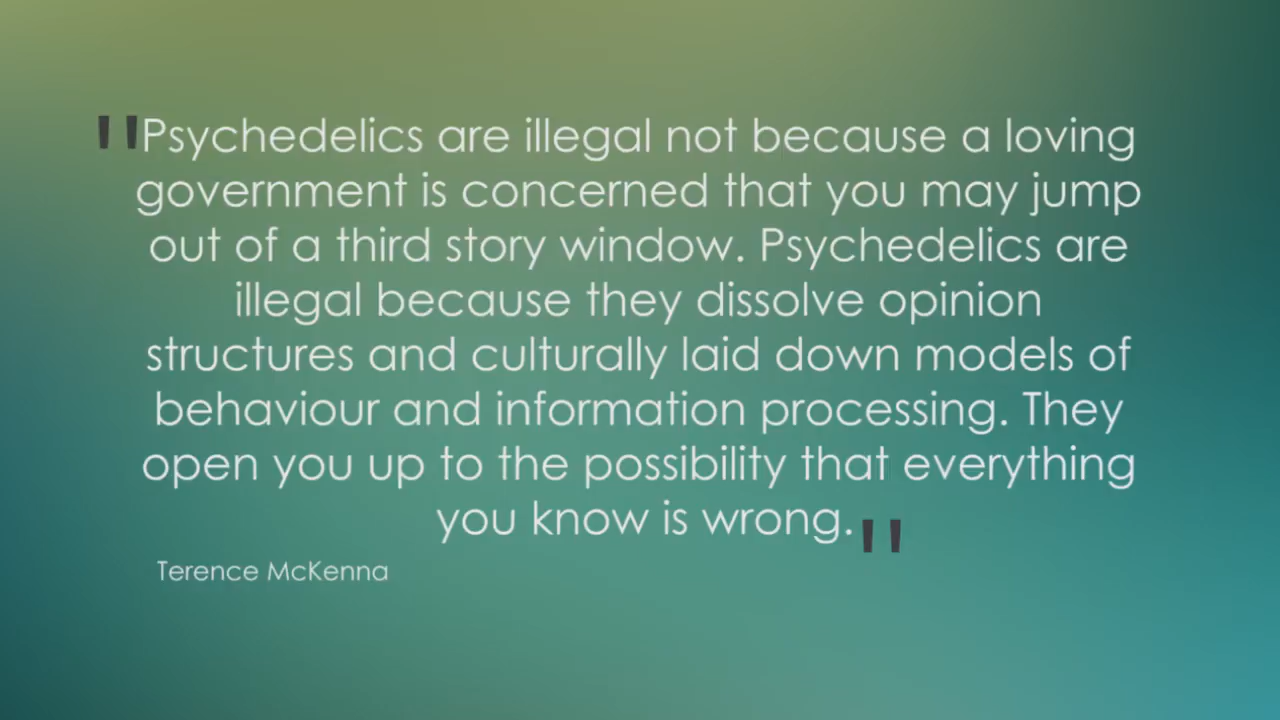 "Psychedelics are illegal not because a loving
government is concerned that you may jump
out of a third story window. Psychedelics are
illegal because they dissolve opinion
structures and culturally laid down models of
behaviour and information processing. They
open you up to the possibility that everything
you know is wrong."
Terence McKenna